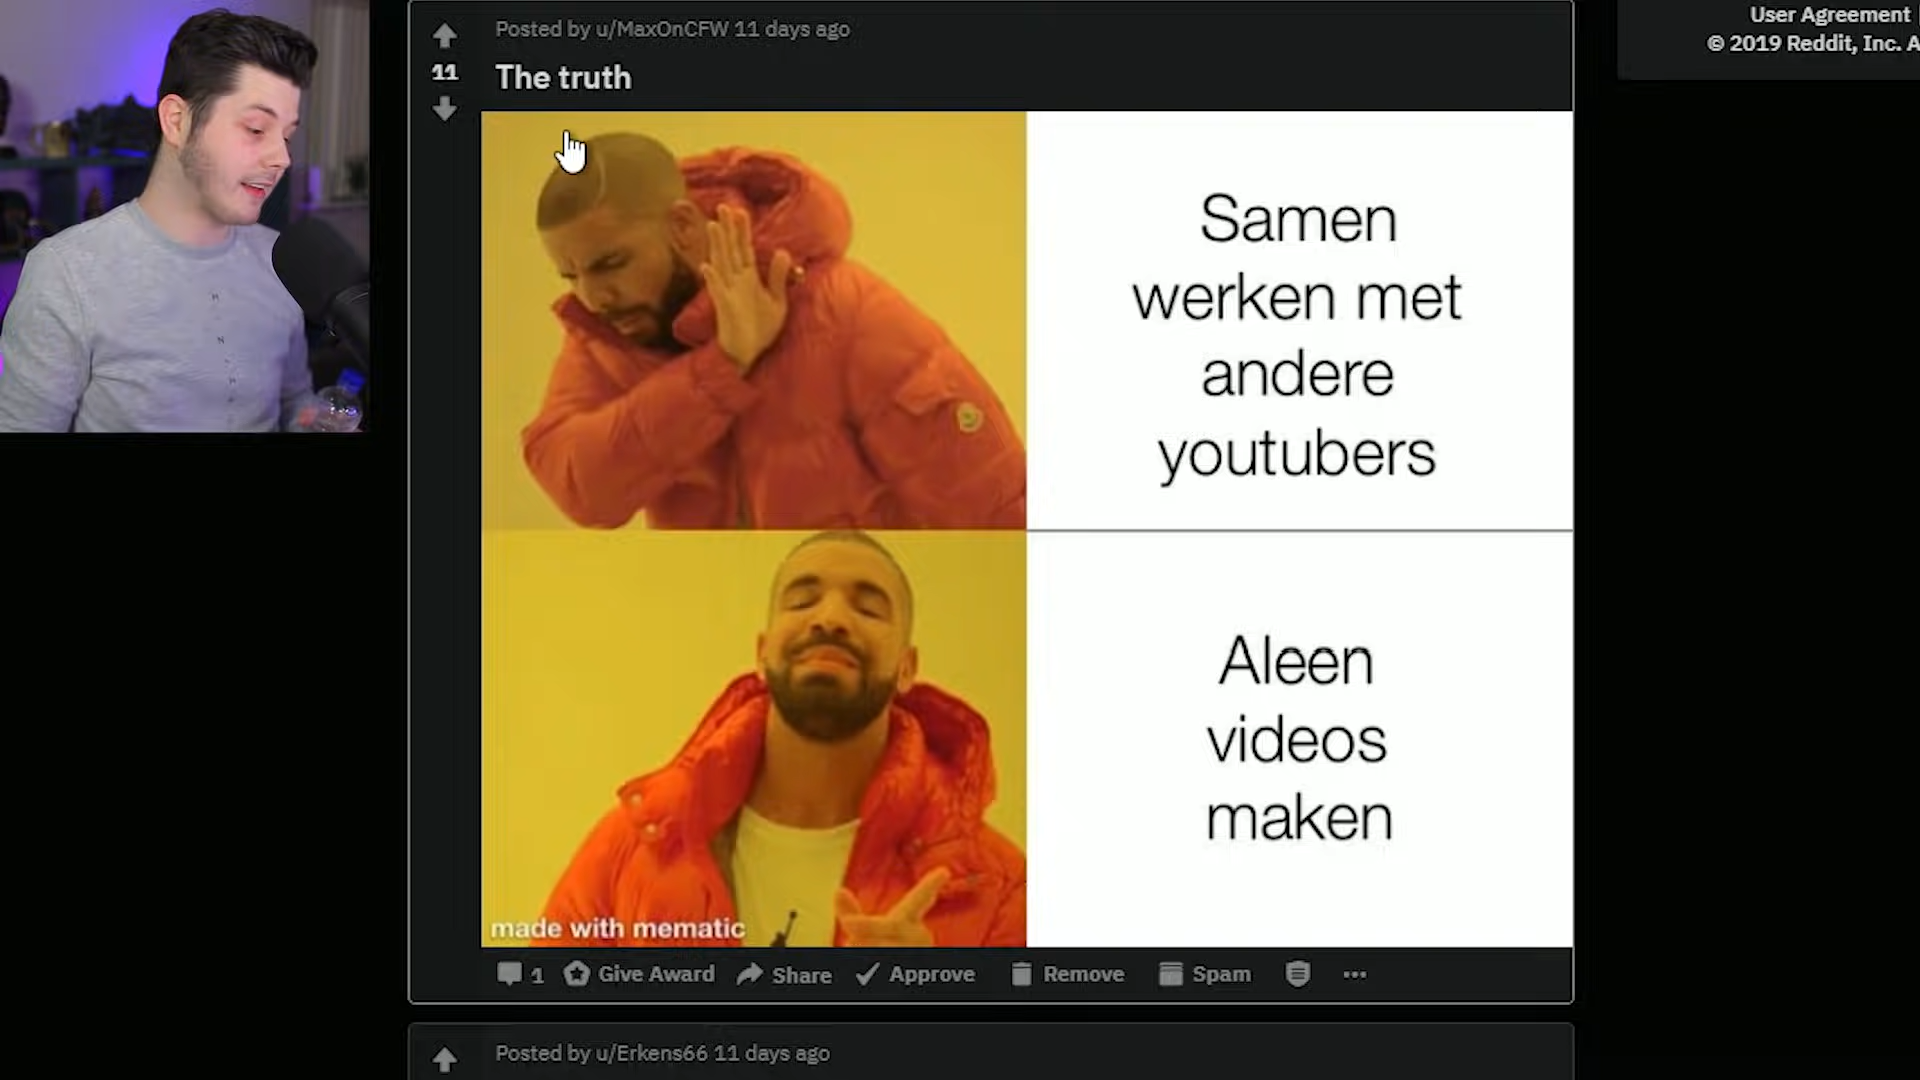 User Agreement
© 2019 Reddit, Inc. A
Posted by u/MaxOnCFW 11 days ago
11
The truth
Samen
werken met
andere
youtubers
Aleen
videos
maken
made with mematic
1 Give Award Share Approve Remove Spam ...
Posted by u/Erkens66 11 days ago